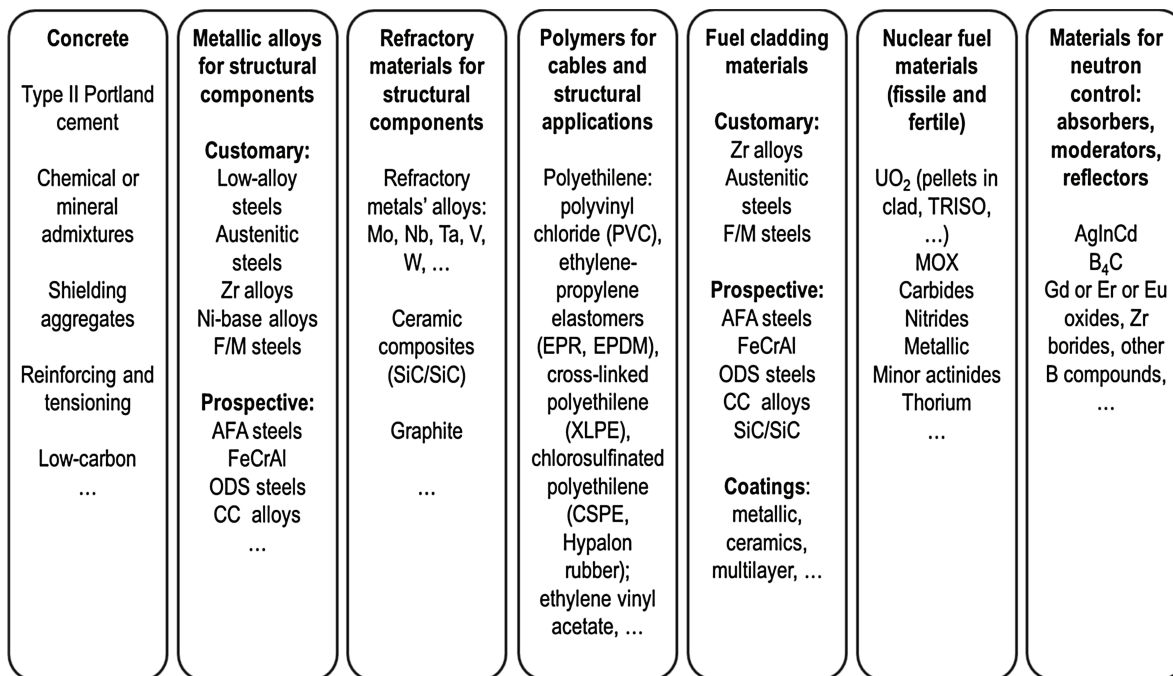 Concrete
Type II Portland
cement
Chemical or
mineral
admixtures
Shielding
aggregates
Reinforcing and
tensioning
Low-carbon
…
Metallic alloys
for structural
components
Customary:
Low-alloy
steels
Austenitic
steels
Zr alloys
Ni-base alloys
F/M steels
Prospective:
AFA steels
FeCrAl
ODS steels
CC alloys
…
Refractory
materials for
structural
components
Refractory
metals’ alloys:
Mo, Nb, Ta, V,
W, …
Ceramic
composites
(SiC/SiC)
Graphite
…
Polymers for
cables and
structural
applications
Polyethilene:
polyvinyl
chloride (PVC),
ethylene-
propylene
elastomers
(EPR, EPDM),
cross-linked
polyethilene
(XLPE),
chlorosulfinated
polyethilene
(CSPE,
Hypalon
rubber);
ethylene vinyl
acetate, …
Fuel cladding
materials
Customary:
Zr alloys
Austenitic
steels
F/M steels
Prospective:
AFA steels
FeCrAl
ODS steels
CC alloys
SiC/SiC
Coatings:
metallic,
ceramics,
multilayer, …
Nuclear fuel
materials
(fissile and
fertile)
UO₂ (pellets in
clad, TRISO,
…)
MOX
Carbides
Nitrides
Metallic
Minor actinides
Thorium
…
Materials for
neutron
control:
absorbers,
moderators,
reflectors
AgInCd
B₄C
Gd or Er or Eu
oxides, Zr
borides, other
B compounds,
…